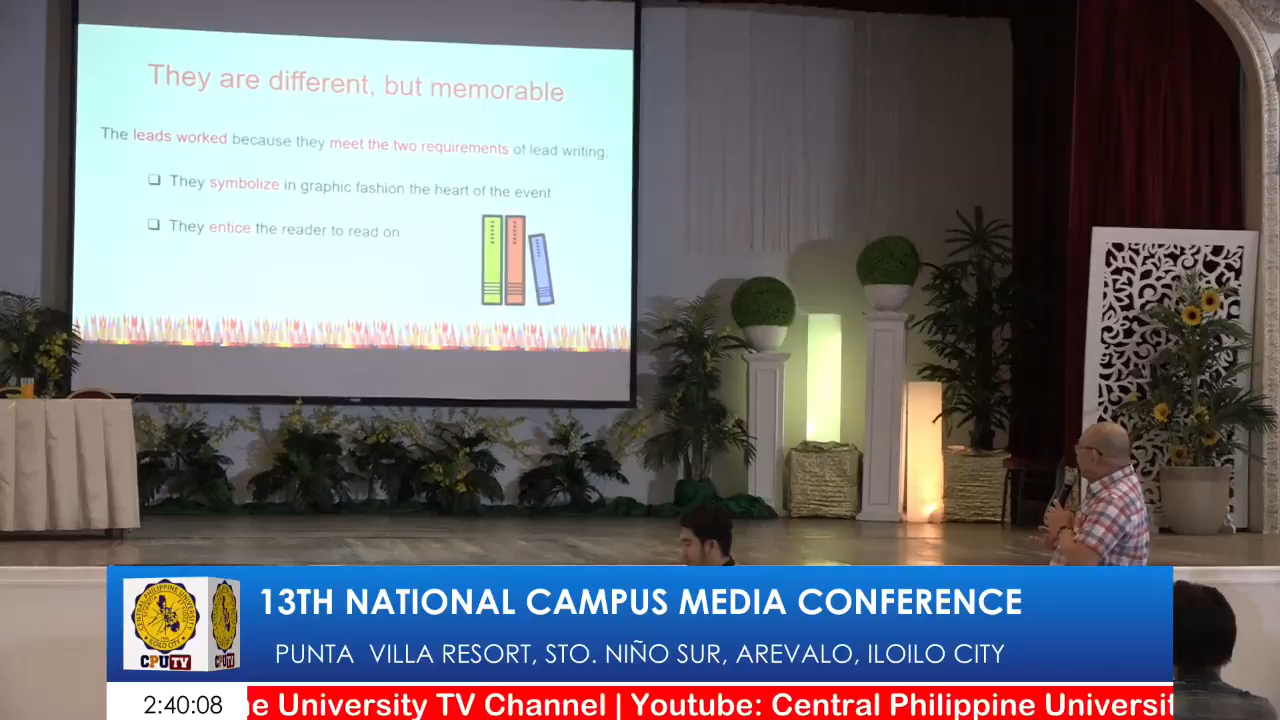 They are different, but memorable
The leads worked because they meet the two requirements of lead writing:
They symbolize in graphic fashion the heart of the event
They entice the reader to read on
13TH NATIONAL CAMPUS MEDIA CONFERENCE
PUNTA VILLA RESORT, STO. NIÑO SUR, AREVALO, ILOILO CITY
CPU TV
2:40:08
ge University TV Channel | Youtube: Central Philippine Universit